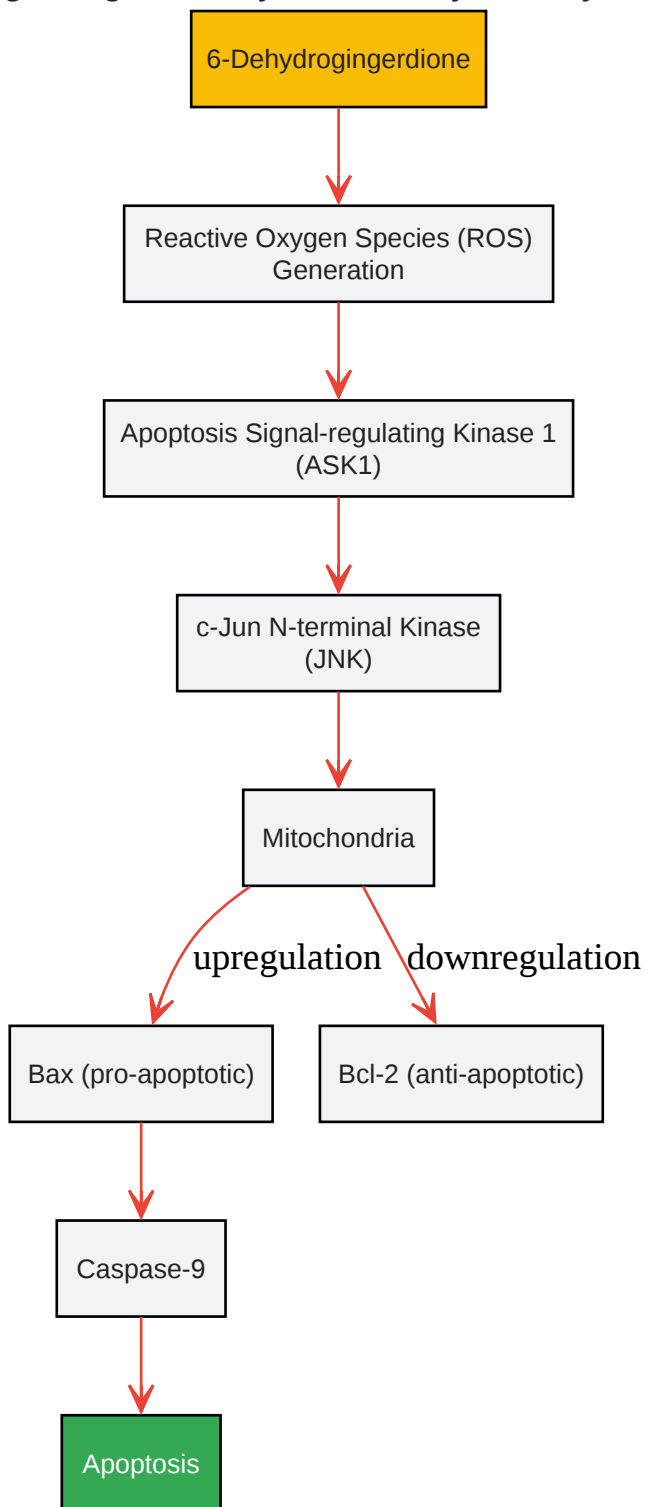 6-Dehydrogingerdione
Reactive Oxygen Species (ROS)
Generation
Apoptosis Signal-regulating Kinase 1
(ASK1)
c-Jun N-terminal Kinase
(JNK)
Mitochondria
upregulation
downregulation
Bax (pro-apoptotic)
Bcl-2 (anti-apoptotic)
Caspase-9
Apoptosis